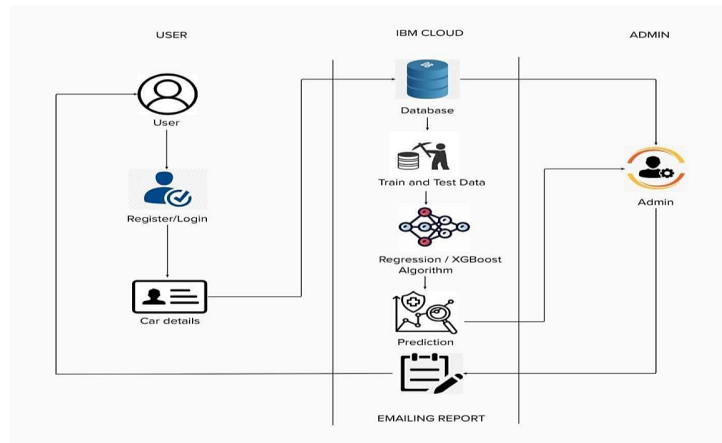 USER
IBM CLOUD
ADMIN
User
Register/Login
Car details
Database
Train and Test Data
Regression / XGBoost
Algorithm
Prediction
EMAILING REPORT
Admin